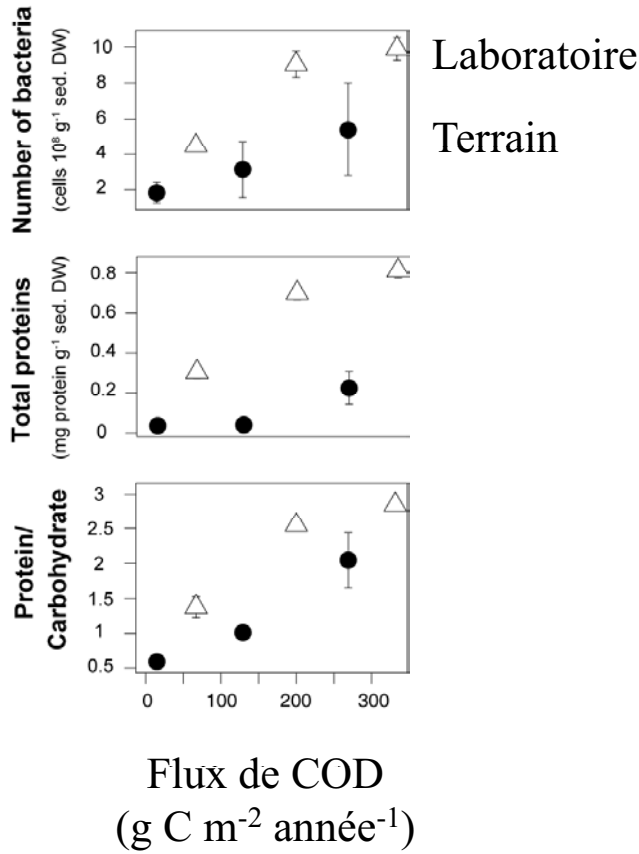 Number of bacteria
(cells 10⁸ g⁻¹ sed. DW)
10
8
6
4
2
Laboratoire
Terrain
Total proteins
(mg protein g⁻¹ sed. DW)
0.8
0.6
0.4
0.2
0
Protein/
Carbohydrate
3
2.5
2
1.5
1
0.5
0 100 200 300
Flux de COD
(g C m⁻² année⁻¹)